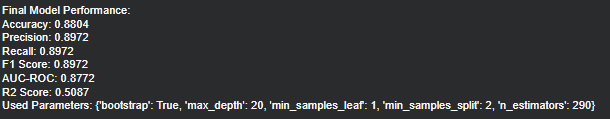 Final Model Performance:
Accuracy: 0.8804
Precision: 0.8972
Recall: 0.8972
F1 Score: 0.8972
AUC-ROC: 0.8772
R2 Score: 0.5087
Used Parameters: {'bootstrap': True, 'max_depth': 20, 'min_samples_leaf': 1, 'min_samples_split': 2, 'n_estimators': 290}